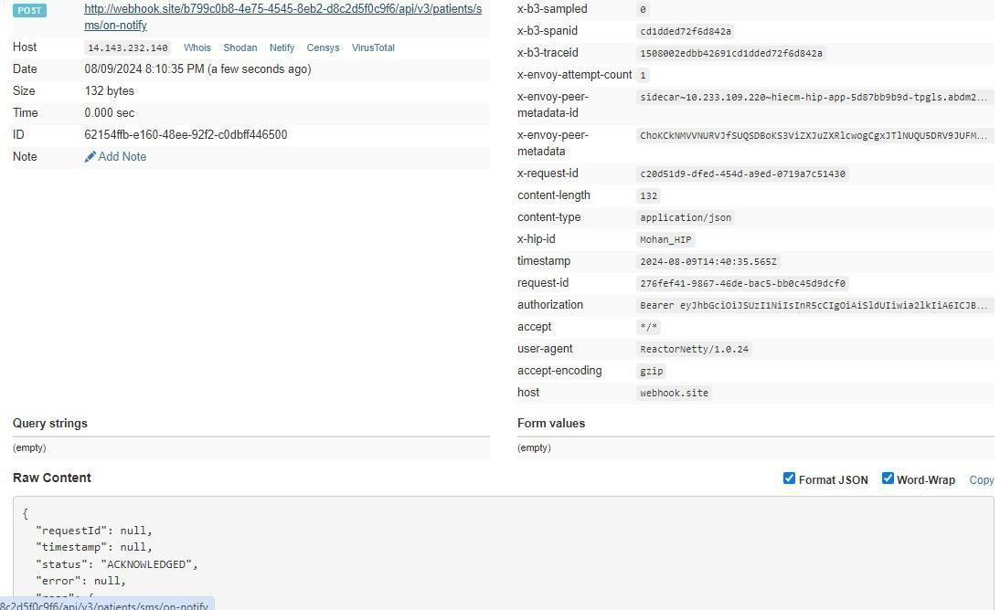 POST http://webhook.site/b799c0b8-4e75-4545-8eb2-d8c2d5f0c9f6/api/v3/patients/s
ms/on-notify
Host 14.143.232.140 Whois Shodan Netify Censys VirusTotal
Date 08/09/2024 8:10:35 PM (a few seconds ago)
Size 132 bytes
Time 0.000 sec
ID 62154ffb-e160-48ee-92f2-c0dbff446500
Note Add Note
x-b3-sampled 0
x-b3-spanid cd1dded72f6d842a
x-b3-traceid 1508002edbb42691cd1dded72f6d842a
x-envoy-attempt-count 1
x-envoy-peer- sidecar~10.233.109.220~hiecm-hip-app-5d87bb9b9d-tpgls.abdm2...
metadata-id
x-envoy-peer- ChoKCkNMVVNURVJfSUQSDBoKS3ViZXJuZXRlcwogCgxJTlNUQU5DRV9JUFM...
metadata
x-request-id c20d51d9-dfed-454d-a9ed-0719a7c51430
content-length 132
content-type application/json
x-hip-id Mohan_HIP
timestamp 2024-08-09T14:40:35.565Z
request-id 276fef41-9867-46de-bac5-bb0c45d9dcf0
authorization Bearer eyJhbGciOiJSUzI1NiIsInR5cCIgOiAiSldUIiwia2lkIiA6ICJB...
accept */*
user-agent ReactorNetty/1.0.24
accept-encoding gzip
host webhook.site
Query strings
(empty)
Form values
(empty)
Raw Content
Format JSON Word-Wrap Copy
{
"requestId": null,
"timestamp": null,
"status": "ACKNOWLEDGED",
"error": null,
8c2d5f0c9f6/api/v3/patients/sms/on-notify